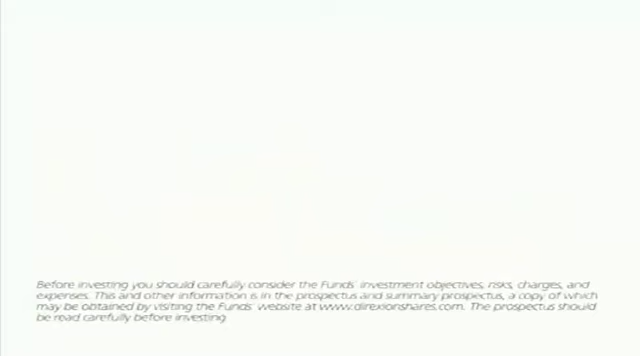 Before investing you should carefully consider the Funds' investment objectives, risks, charges, and
expenses. This and other information is in the prospectus and summary prospectus, a copy of which
may be obtained by visiting the Funds' website at www.direxionshares.com. The prospectus should
be read carefully before investing.